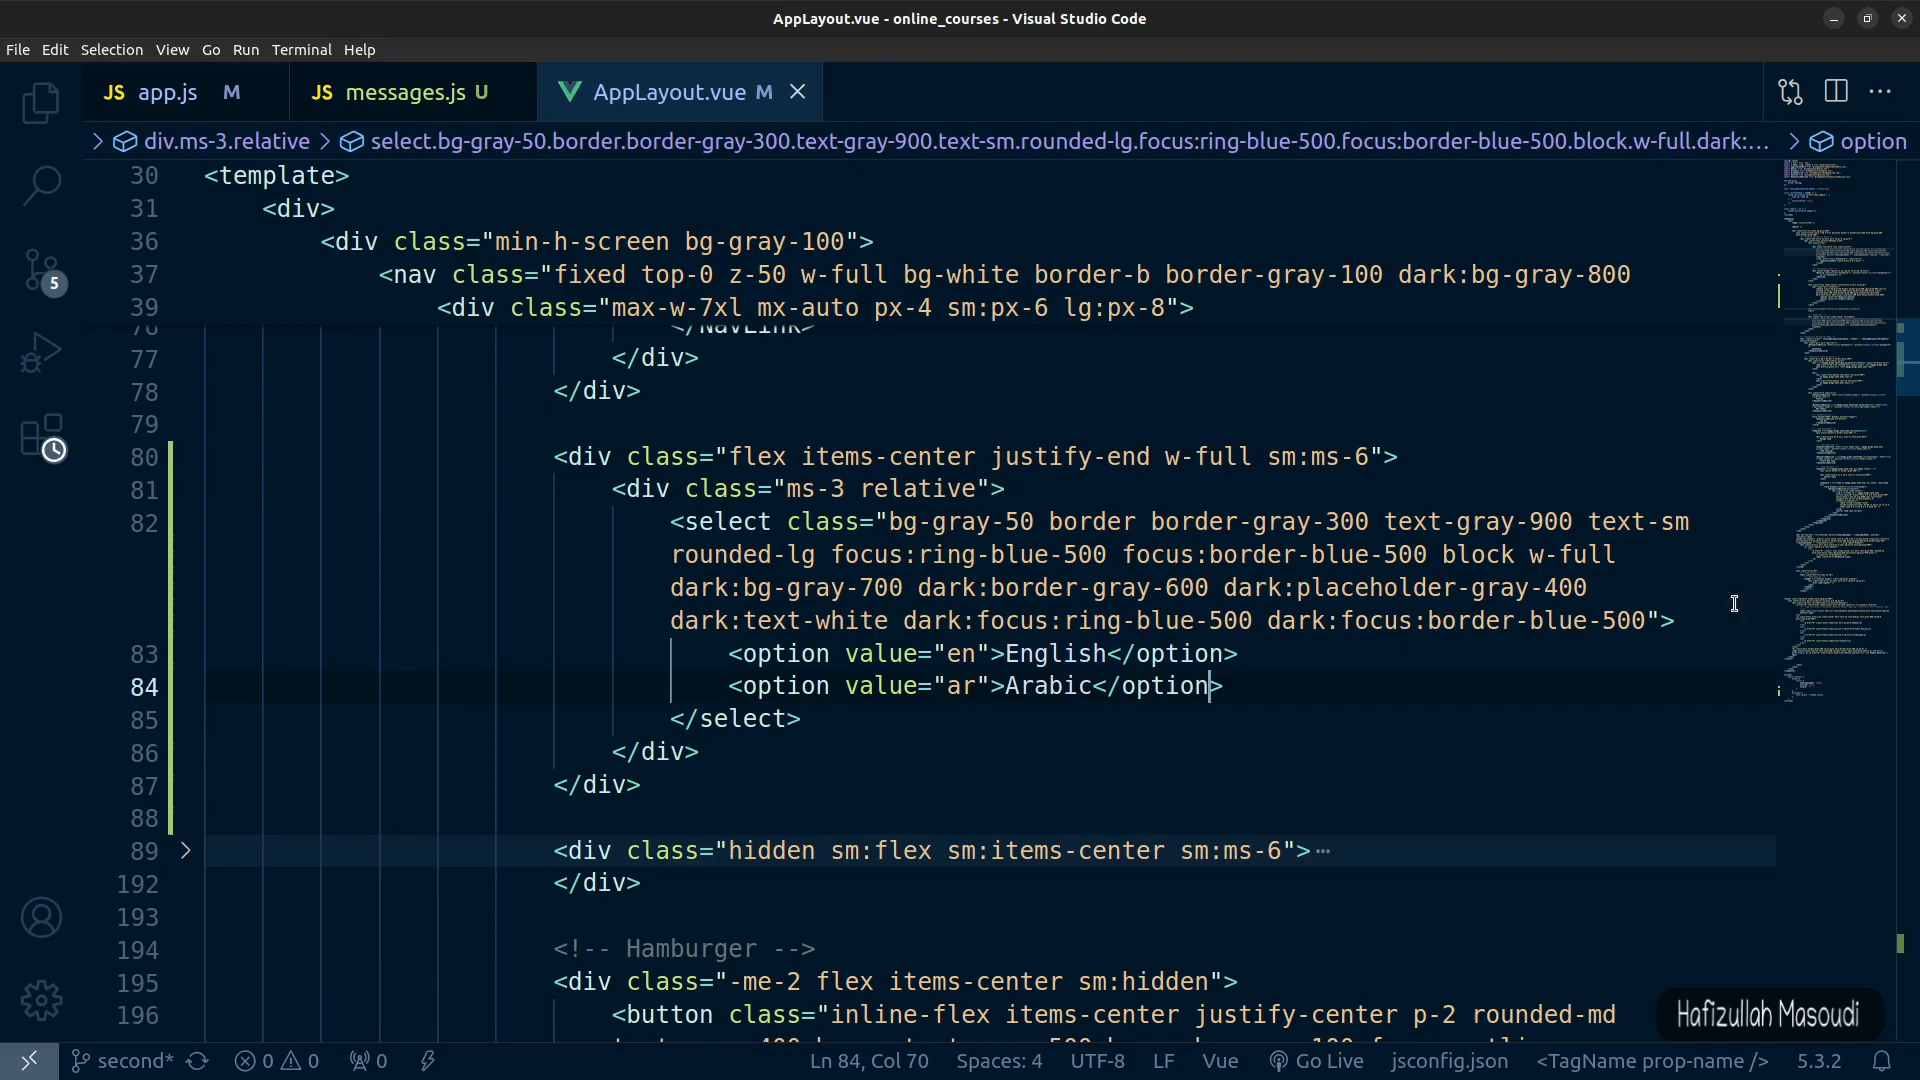 AppLayout.vue - online_courses - Visual Studio Code
File Edit Selection View Go Run Terminal Help
JS app.js M JS messages.js U AppLayout.vue M
div.ms-3.relative select.bg-gray-50.border.border-gray-300.text-gray-900.text-sm.rounded-lg.focus:ring-blue-500.focus:border-blue-500.block.w-full.dark:... option
30 <template>
31 <div>
36 <div class="min-h-screen bg-gray-100">
37 <nav class="fixed top-0 z-50 w-full bg-white border-b border-gray-100 dark:bg-gray-800
39 <div class="max-w-7xl mx-auto px-4 sm:px-6 lg:px-8">
76 </NavLink>
77 </div>
78 </div>
79
80 <div class="flex items-center justify-end w-full sm:ms-6">
81 <div class="ms-3 relative">
82 <select class="bg-gray-50 border border-gray-300 text-gray-900 text-sm
rounded-lg focus:ring-blue-500 focus:border-blue-500 block w-full
dark:bg-gray-700 dark:border-gray-600 dark:placeholder-gray-400
dark:text-white dark:focus:ring-blue-500 dark:focus:border-blue-500">
83 <option value="en">English</option>
84 <option value="ar">Arabic</option>
85 </select>
86 </div>
87 </div>
88
89 <div class="hidden sm:flex sm:items-center sm:ms-6">⋯
192 </div>
193
194 <!-- Hamburger -->
195 <div class="-me-2 flex items-center sm:hidden">
196 <button class="inline-flex items-center justify-center p-2 rounded-md
5
Hafizullah Masoudi
second* 0 0 0 Ln 84, Col 70 Spaces: 4 UTF-8 LF Vue Go Live jsconfig.json <TagName prop-name /> 5.3.2